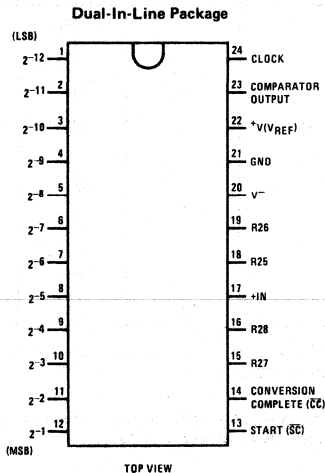 Dual-In-Line Package
(LSB)
2-12 1
2-11 2
2-10 3
2-9 4
2-8 5
2-7 6
2-6 7
2-5 8
2-4 9
2-3 10
2-2 11
2-1 12
(MSB)
24 CLOCK
23 COMPARATOR
OUTPUT
22 +V(VREF)
21 GND
20 V−
19 R26
18 R25
17 +IN
16 R28
15 R27
14 CONVERSION
COMPLETE (C̅C̅)
13 START (S̅C̅)
TOP VIEW